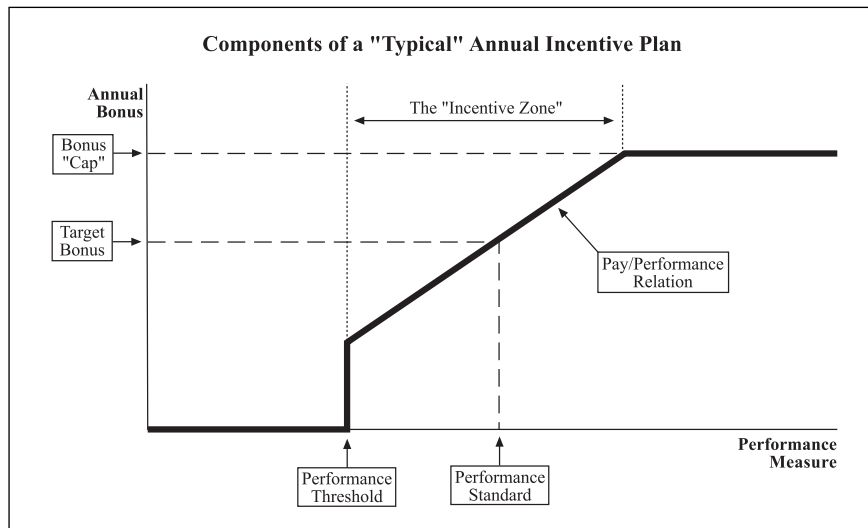 Components of a "Typical" Annual Incentive Plan
Annual
Bonus
The "Incentive Zone"
Bonus
"Cap"
Target
Bonus
Pay/Performance
Relation
Performance
Measure
Performance
Threshold
Performance
Standard